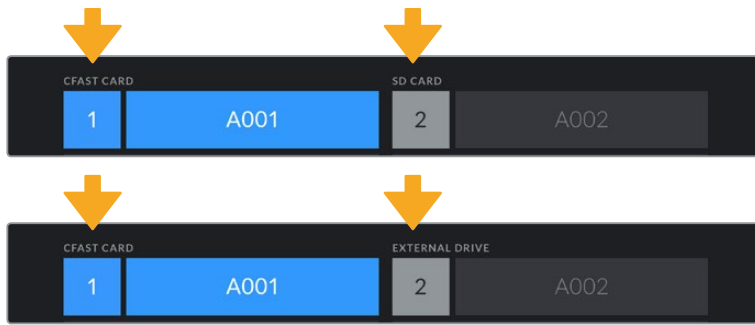 CFAST CARD SD CARD
1 A001 2 A002
CFAST CARD EXTERNAL DRIVE
1 A001 2 A002